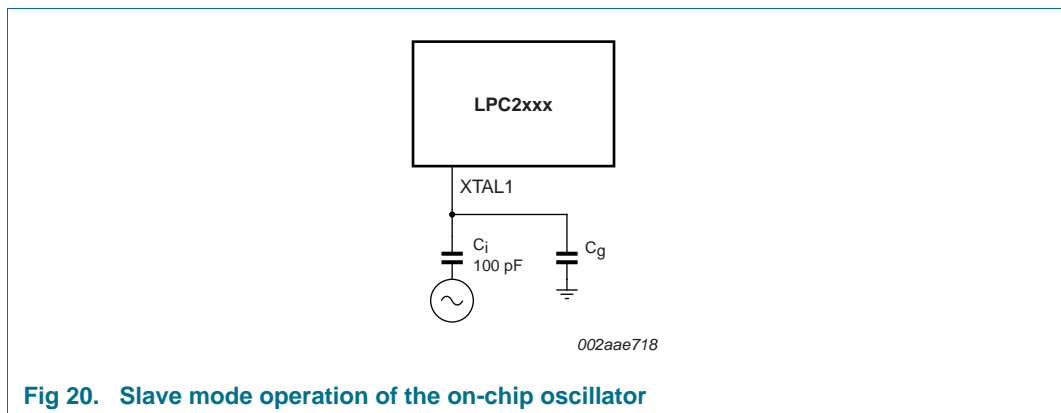 LPC2xxx
XTAL1
Ci
100 pF
Cg
002aae718
Fig 20. Slave mode operation of the on-chip oscillator